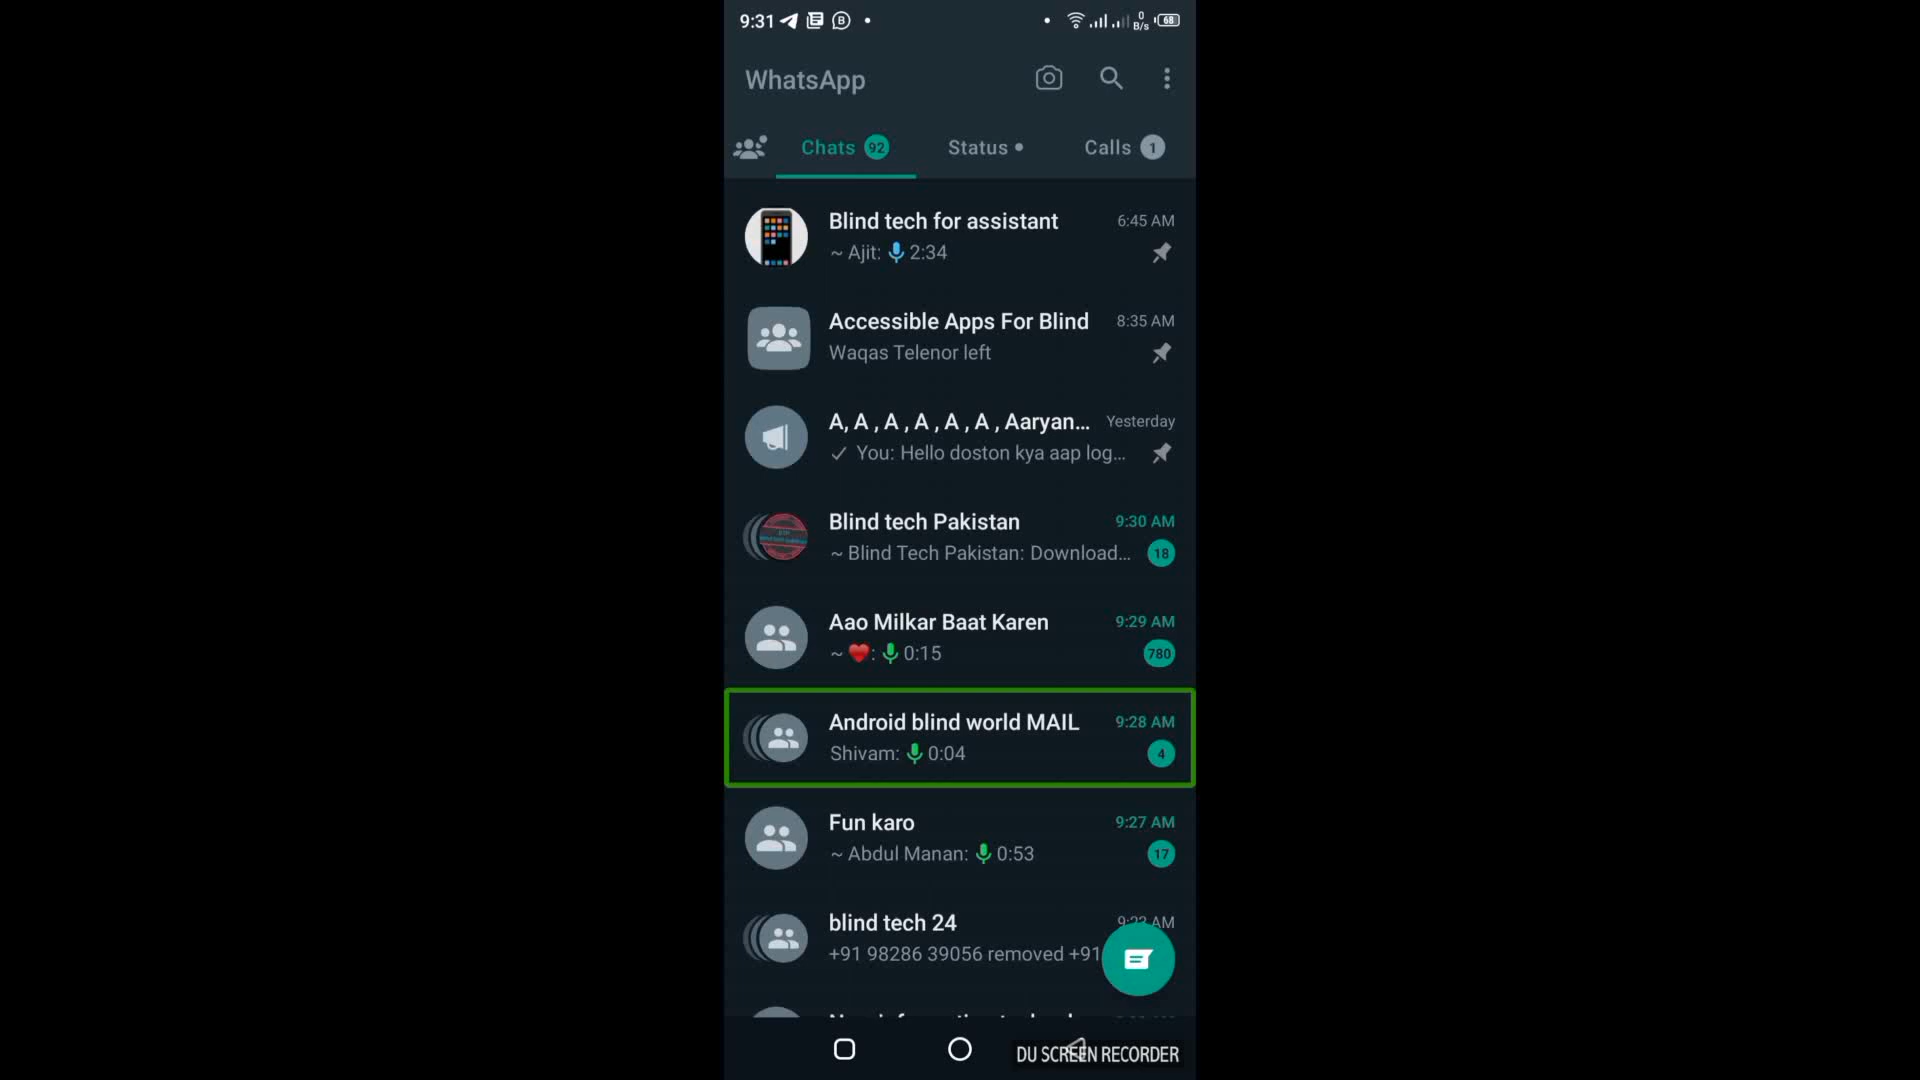 9:31
0
B/s
68
WhatsApp
Chats 92
Status
Calls 1
Blind tech for assistant 6:45 AM
~ Ajit: 2:34
Accessible Apps For Blind 8:35 AM
Waqas Telenor left
A, A , A , A , A , A , Aaryan... Yesterday
You: Hello doston kya aap log...
Blind tech Pakistan 9:30 AM
~ Blind Tech Pakistan: Download... 18
Aao Milkar Baat Karen 9:29 AM
~ ❤️: 0:15 780
Android blind world MAIL 9:28 AM
Shivam: 0:04 4
Fun karo 9:27 AM
~ Abdul Manan: 0:53 17
blind tech 24 AM
+91 98286 39056 removed +91
DU SCREEN RECORDER